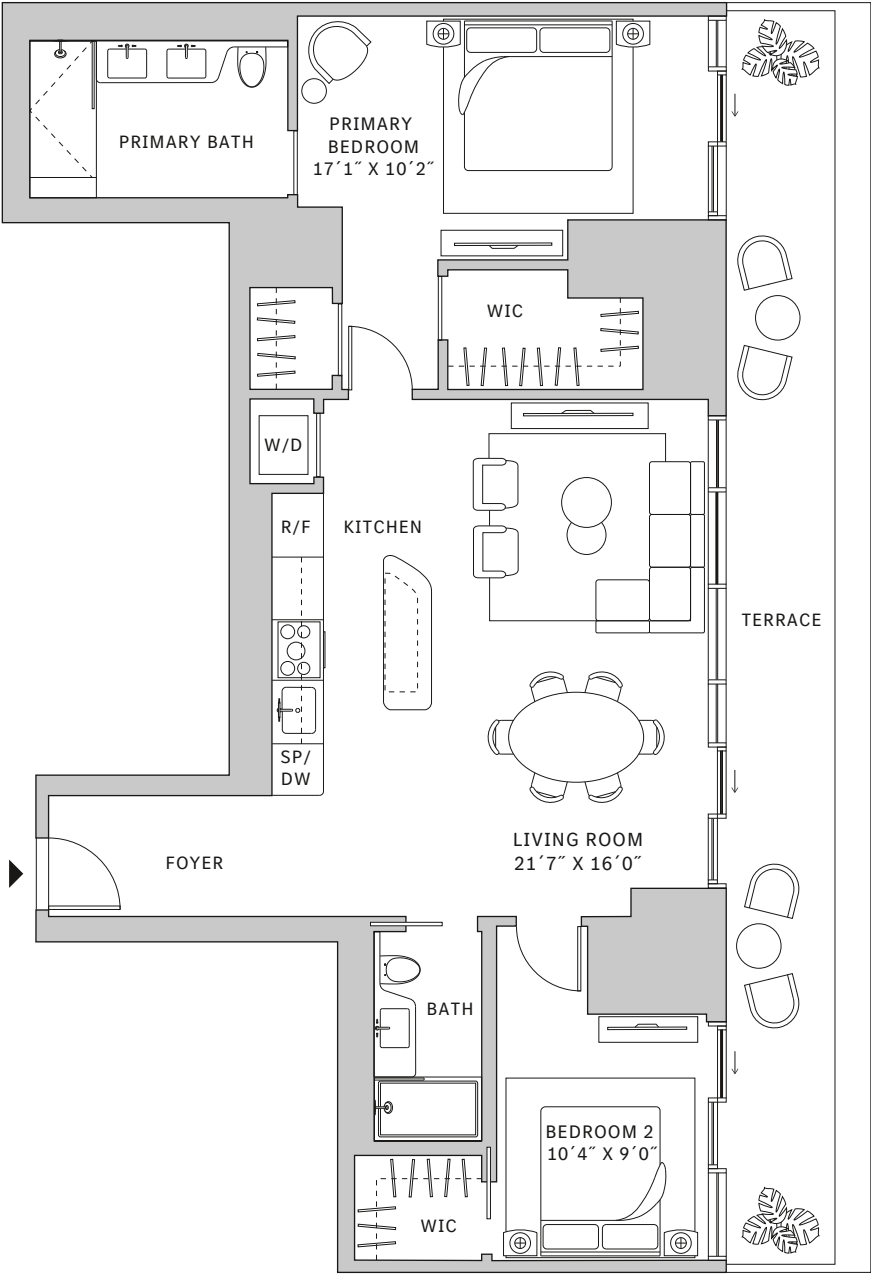 PRIMARY BATH
PRIMARY
BEDROOM
17´1˝ X 10´2˝
WIC
W/D
R/F
KITCHEN
TERRACE
SP/
DW
LIVING ROOM
21´7˝ X 16´0˝
FOYER
BATH
BEDROOM 2
10´4˝ X 9´0˝
WIC